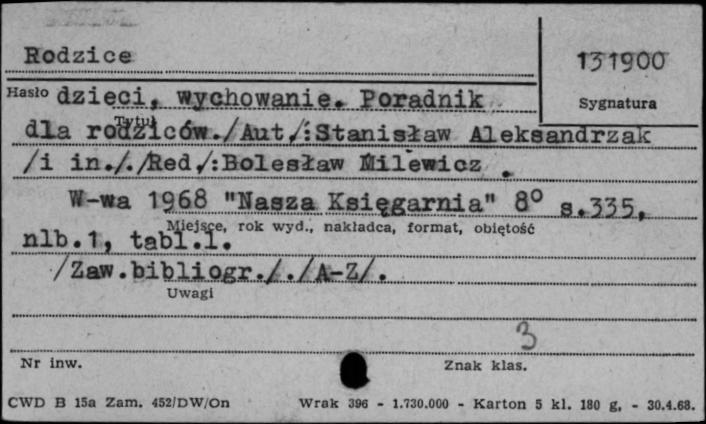 Rodzice
131900
Hasło
Sygnatura
dzieci, wychowanie. Poradnik
Tytuł
dla rodziców./Aut./:Stanisław Aleksandrzak
/i in./. /Red./:Bolesław Milewicz .
W-wa 1968 "Nasza Księgarnia" 8° s.335,
Miejsce, rok wyd., nakładca, format, objętość
nlb.1, tabl.1.
/Zaw.bibliogr./. /A-Z/.
Uwagi
3
Nr inw.
Znak klas.
CWD B 15a Zam. 452/DW/On Wrak 396 - 1.730.000 - Karton 5 kl. 180 g. - 30.4.68.